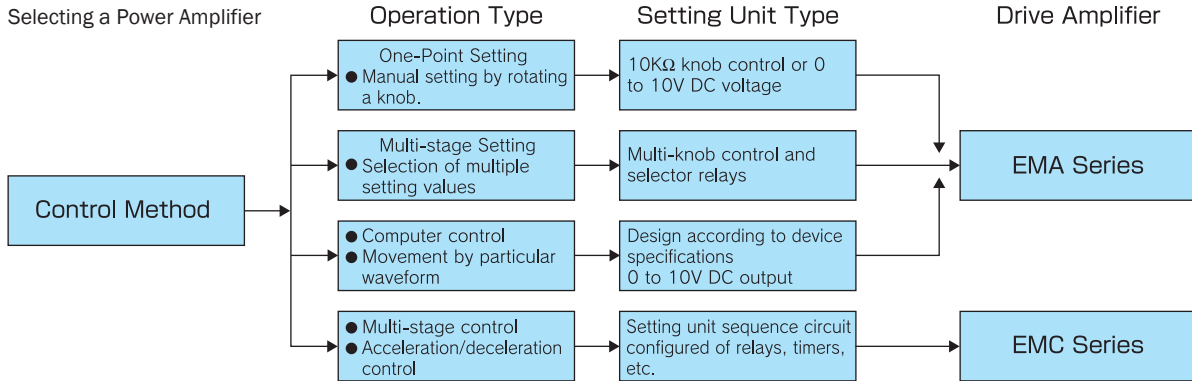 Selecting a Power Amplifier
Operation Type
Setting Unit Type
Drive Amplifier
Control Method
One-Point Setting
● Manual setting by rotating
a knob.
10KΩ knob control or 0
to 10V DC voltage
Multi-stage Setting
● Selection of multiple
setting values
Multi-knob control and
selector relays
EMA Series
● Computer control
● Movement by particular
waveform
Design according to device
specifications
0 to 10V DC output
● Multi-stage control
● Acceleration/deceleration
control
Setting unit sequence circuit
configured of relays, timers,
etc.
EMC Series